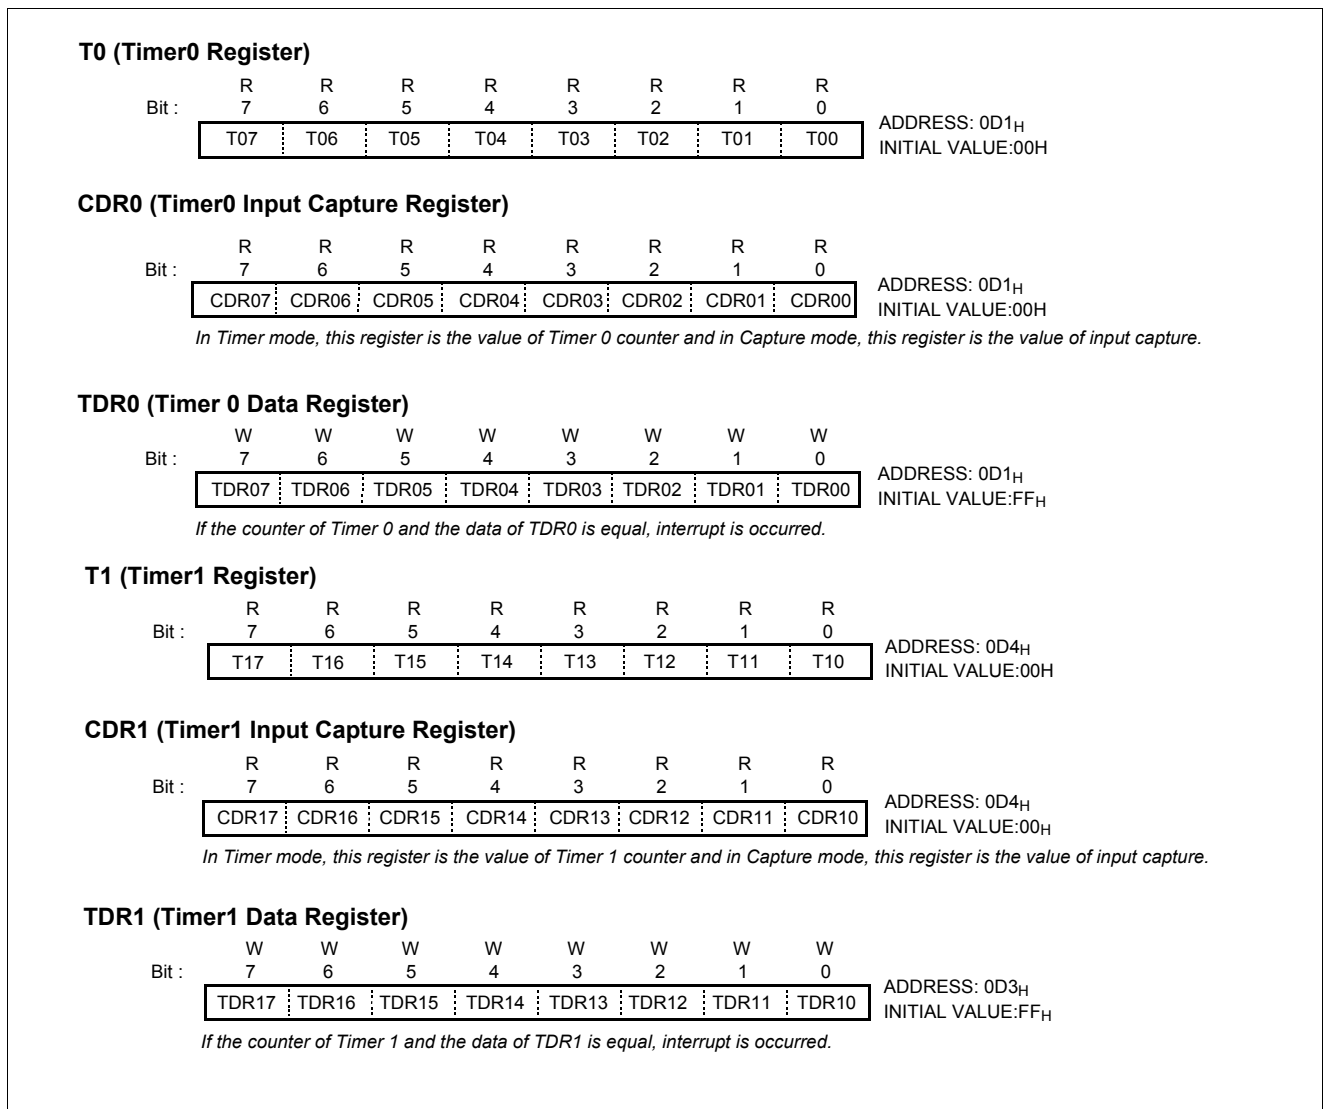 T0 (Timer0 Register)
R R R R R R R R
Bit : 7 6 5 4 3 2 1 0
T07 T06 T05 T04 T03 T02 T01 T00
ADDRESS: 0D1H
INITIAL VALUE:00H
CDR0 (Timer0 Input Capture Register)
R R R R R R R R
Bit : 7 6 5 4 3 2 1 0
CDR07 CDR06 CDR05 CDR04 CDR03 CDR02 CDR01 CDR00
ADDRESS: 0D1H
INITIAL VALUE:00H
In Timer mode, this register is the value of Timer 0 counter and in Capture mode, this register is the value of input capture.
TDR0 (Timer 0 Data Register)
W W W W W W W W
Bit : 7 6 5 4 3 2 1 0
TDR07 TDR06 TDR05 TDR04 TDR03 TDR02 TDR01 TDR00
ADDRESS: 0D1H
INITIAL VALUE:FFH
If the counter of Timer 0 and the data of TDR0 is equal, interrupt is occurred.
T1 (Timer1 Register)
R R R R R R R R
Bit : 7 6 5 4 3 2 1 0
T17 T16 T15 T14 T13 T12 T11 T10
ADDRESS: 0D4H
INITIAL VALUE:00H
CDR1 (Timer1 Input Capture Register)
R R R R R R R R
Bit : 7 6 5 4 3 2 1 0
CDR17 CDR16 CDR15 CDR14 CDR13 CDR12 CDR11 CDR10
ADDRESS: 0D4H
INITIAL VALUE:00H
In Timer mode, this register is the value of Timer 1 counter and in Capture mode, this register is the value of input capture.
TDR1 (Timer1 Data Register)
W W W W W W W W
Bit : 7 6 5 4 3 2 1 0
TDR17 TDR16 TDR15 TDR14 TDR13 TDR12 TDR11 TDR10
ADDRESS: 0D3H
INITIAL VALUE:FFH
If the counter of Timer 1 and the data of TDR1 is equal, interrupt is occurred.